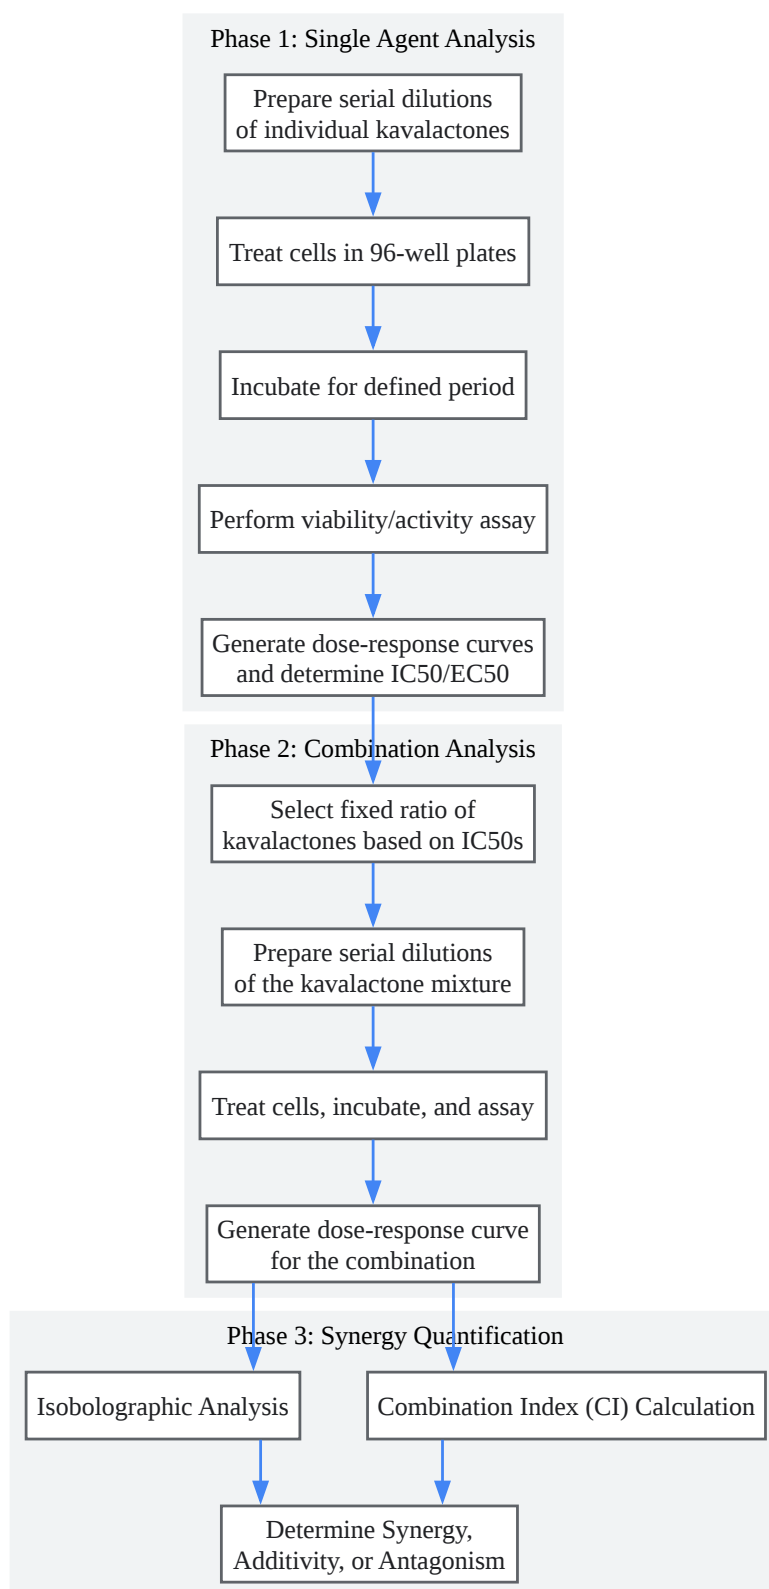 Phase 1: Single Agent Analysis
Prepare serial dilutions
of individual kavalactones
Treat cells in 96-well plates
Incubate for defined period
Perform viability/activity assay
Generate dose-response curves
and determine IC50/EC50
Phase 2: Combination Analysis
Select fixed ratio of
kavalactones based on IC50s
Prepare serial dilutions
of the kavalactone mixture
Treat cells, incubate, and assay
Generate dose-response curve
for the combination
Phase 3: Synergy Quantification
Isobolographic Analysis
Combination Index (CI) Calculation
Determine Synergy,
Additivity, or Antagonism